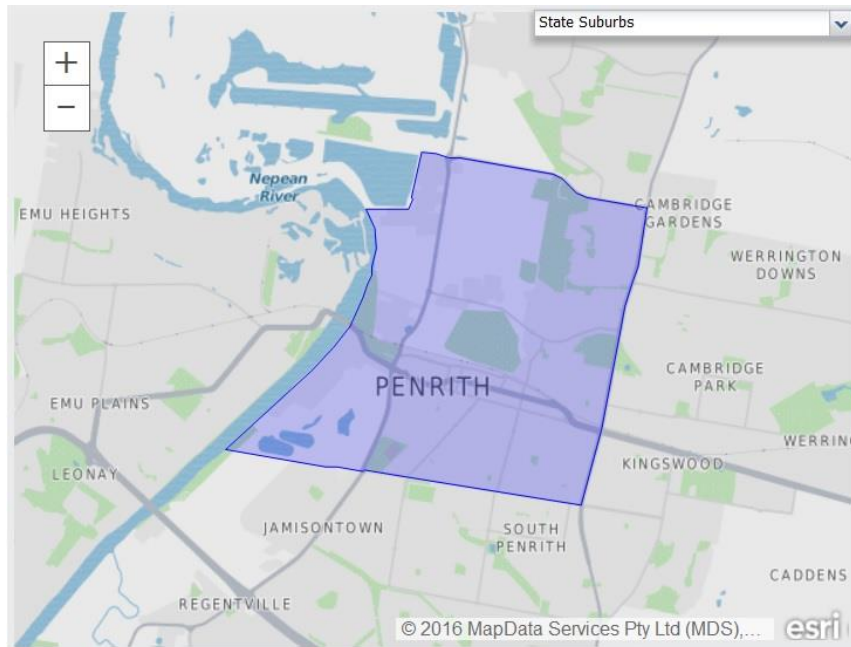 State Suburbs
+
−
Nepean
River
EMU HEIGHTS
CAMBRIDGE
GARDENS
WERRINGTON
DOWNS
CAMBRIDGE
PARK
PENRITH
EMU PLAINS
WERRING
KINGSWOOD
LEONAY
JAMISONTOWN
SOUTH
PENRITH
CADDENS
REGENTVILLE
© 2016 MapData Services Pty Ltd (MDS),...
esri